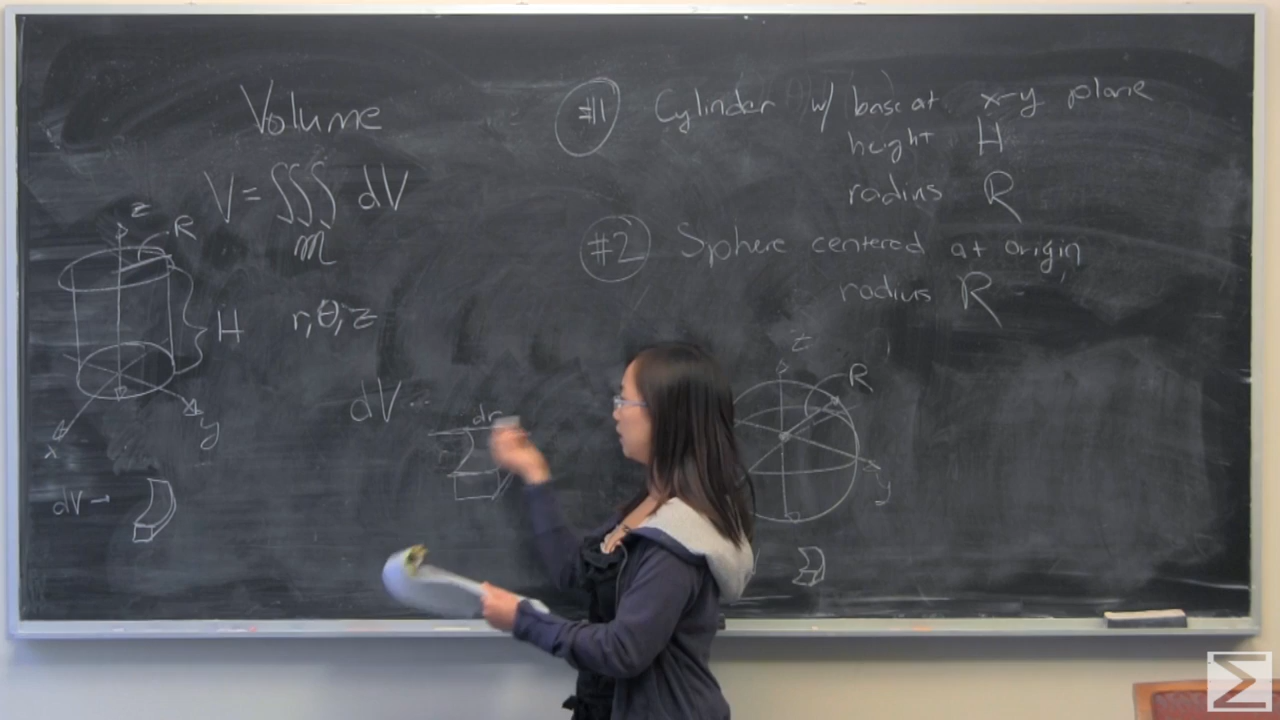 Volume
V = ∭ dV
m
z
R
H
r, θ, z
x
y
dV →
dV
dr
#1 Cylinder w/ base at x-y plane
height H
radius R
#2 Sphere centered at origin
radius R
z
R
y
Σ